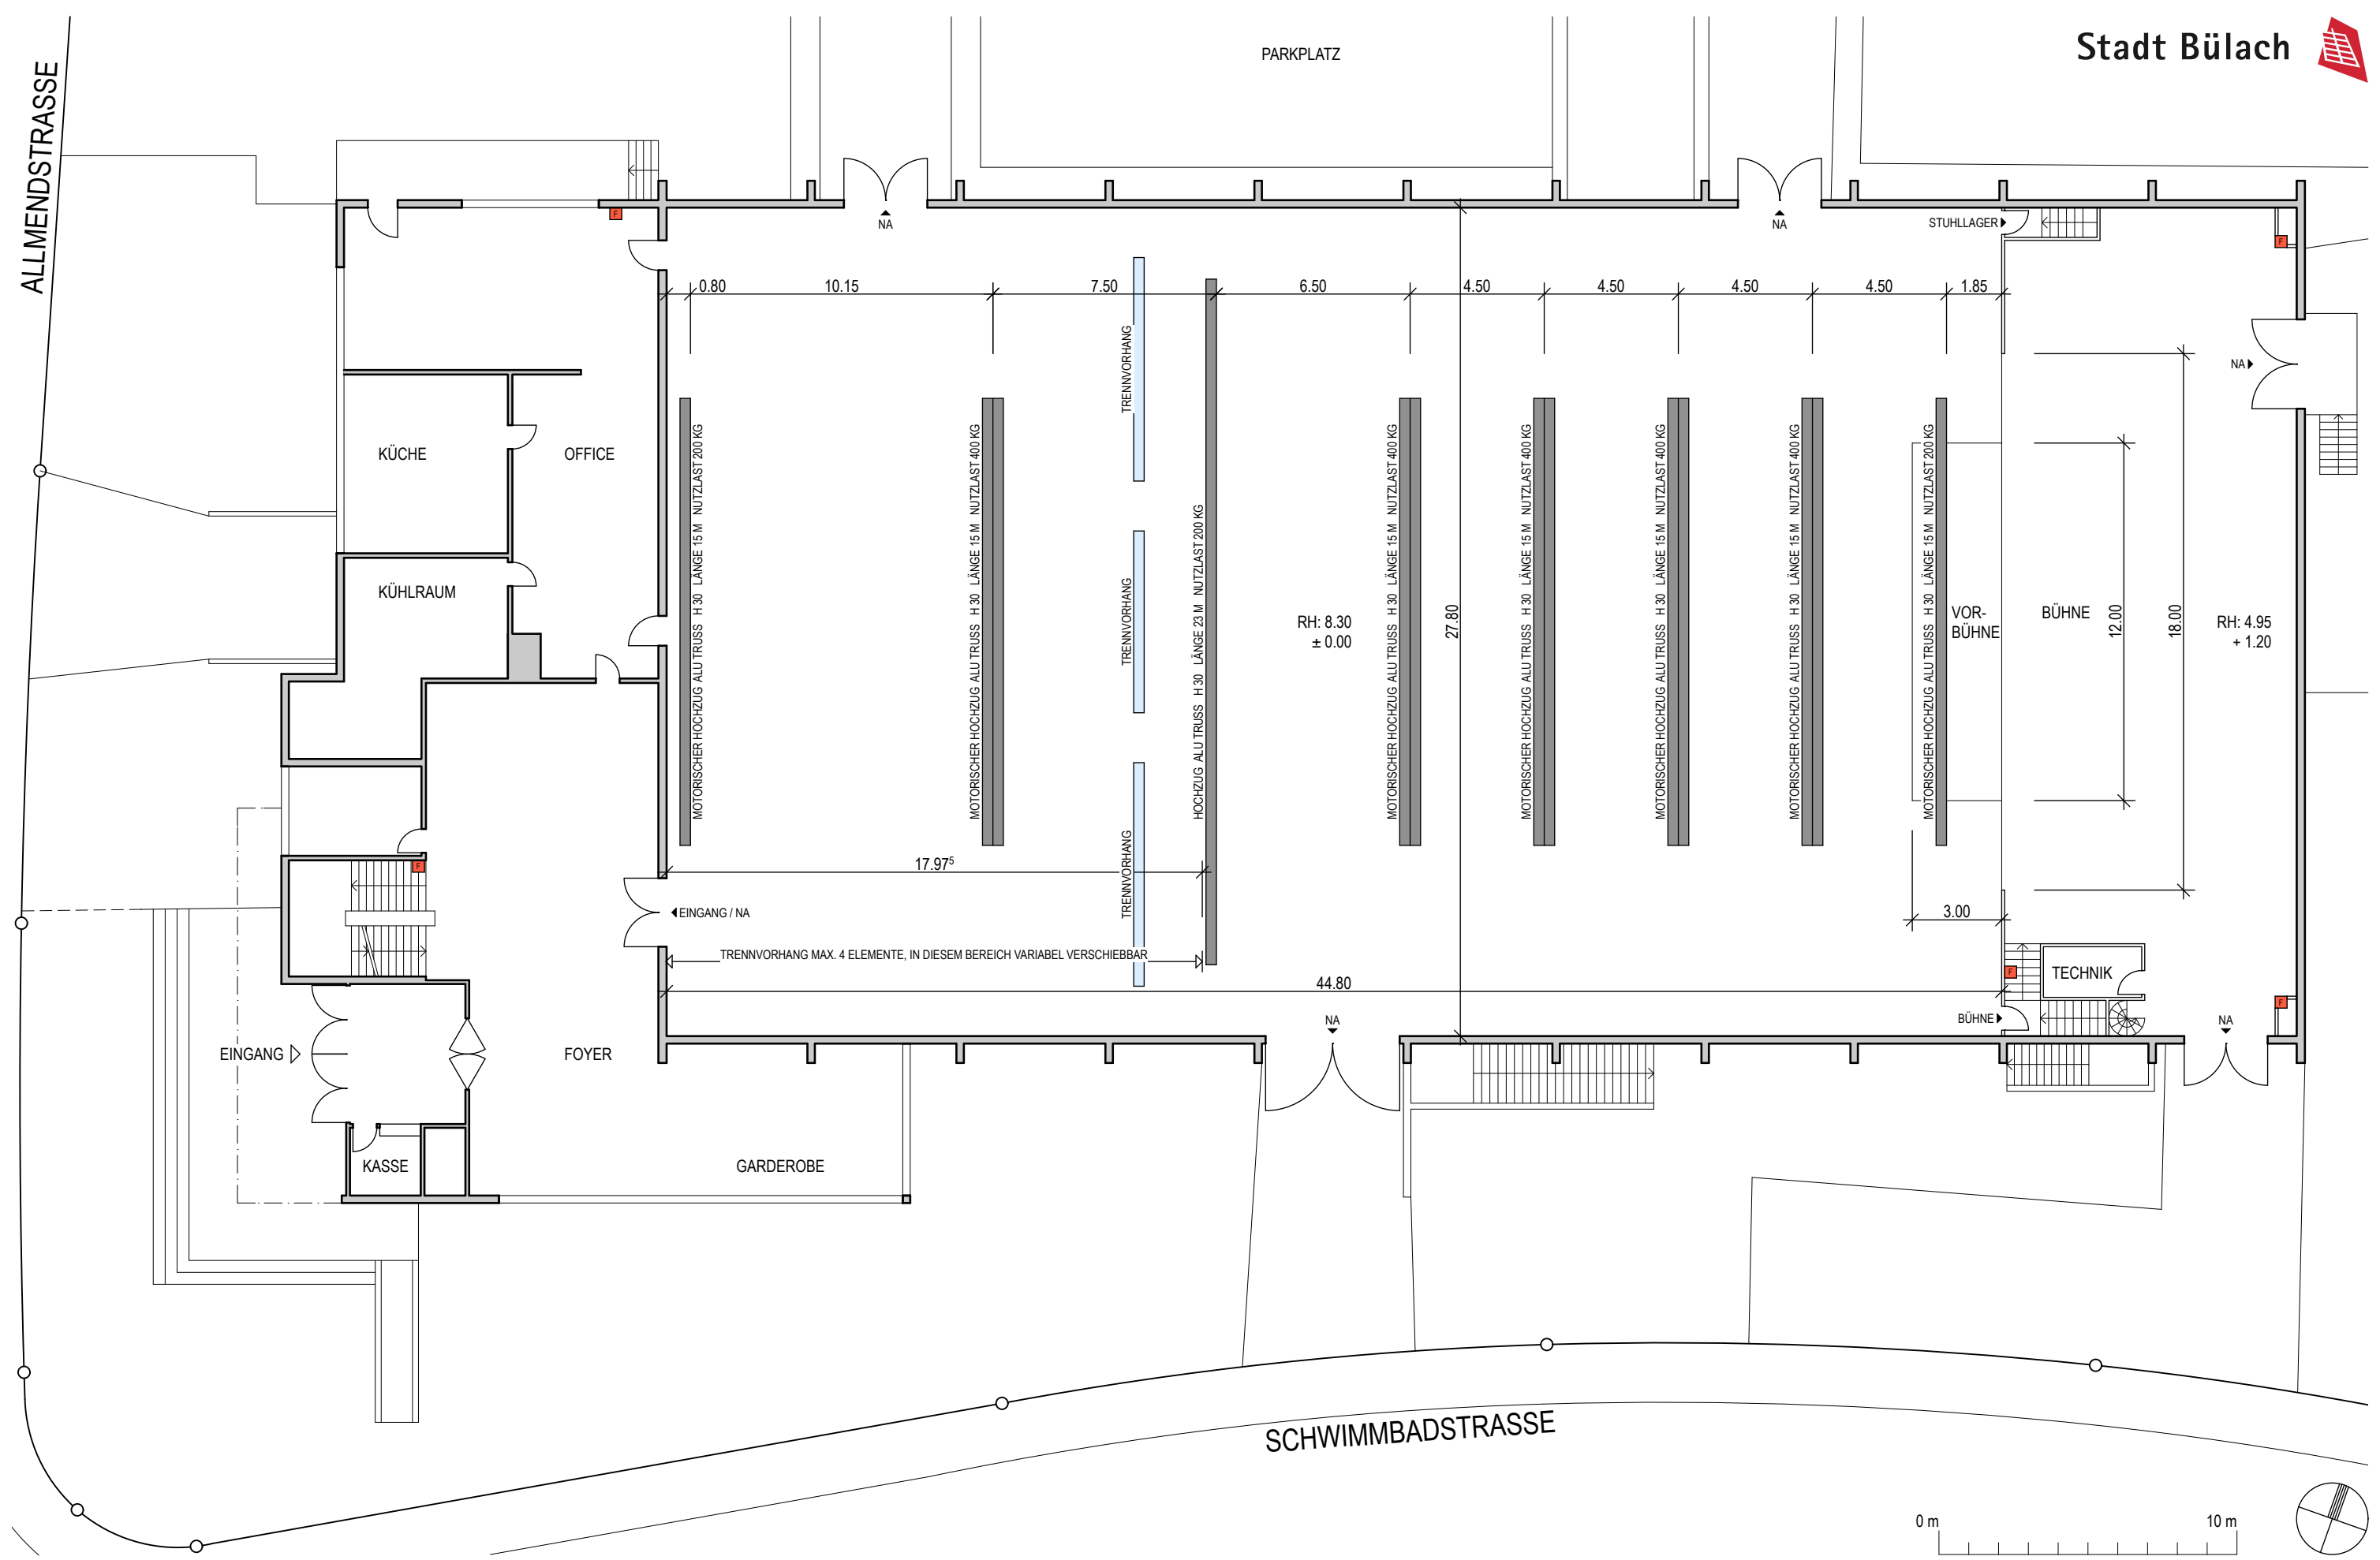 PARKPLATZ
Stadt Bülach
ALLMENDSTRASSE
F
NA
NA
STUHLLAGER
F
0.80
10.15
7.50
6.50
4.50
4.50
4.50
4.50
1.85
TRENNVORHANG
NA
KÜCHE
OFFICE
KÜHLRAUM
MOTORISCHER HOCHZUG ALU TRUSS H 30 LÄNGE 15 M NUTZLAST 200 KG
MOTORISCHER HOCHZUG ALU TRUSS H 30 LÄNGE 15 M NUTZLAST 400 KG
TRENNVORHANG
HOCHZUG ALU TRUSS H 30 LÄNGE 23 M NUTZLAST 2000 KG
RH: 8.30
± 0.00
MOTORISCHER HOCHZUG ALU TRUSS H 30 LÄNGE 15 M NUTZLAST 400 KG
27.80
MOTORISCHER HOCHZUG ALU TRUSS H 30 LÄNGE 15 M NUTZLAST 400 KG
MOTORISCHER HOCHZUG ALU TRUSS H 30 LÄNGE 15 M NUTZLAST 400 KG
MOTORISCHER HOCHZUG ALU TRUSS H 30 LÄNGE 15 M NUTZLAST 400 KG
MOTORISCHER HOCHZUG ALU TRUSS H 30 LÄNGE 15 M NUTZLAST 200 KG
VOR-
BÜHNE
BÜHNE
12.00
18.00
RH: 4.95
+ 1.20
F
17.97⁵
TRENNVORHANG
EINGANG / NA
3.00
TRENNVORHANG MAX. 4 ELEMENTE, IN DIESEM BEREICH VARIABEL VERSCHIEBBAR
F
TECHNIK
44.80
F
NA
BÜHNE
NA
EINGANG
FOYER
KASSE
GARDEROBE
SCHWIMMBADSTRASSE
0 m
10 m